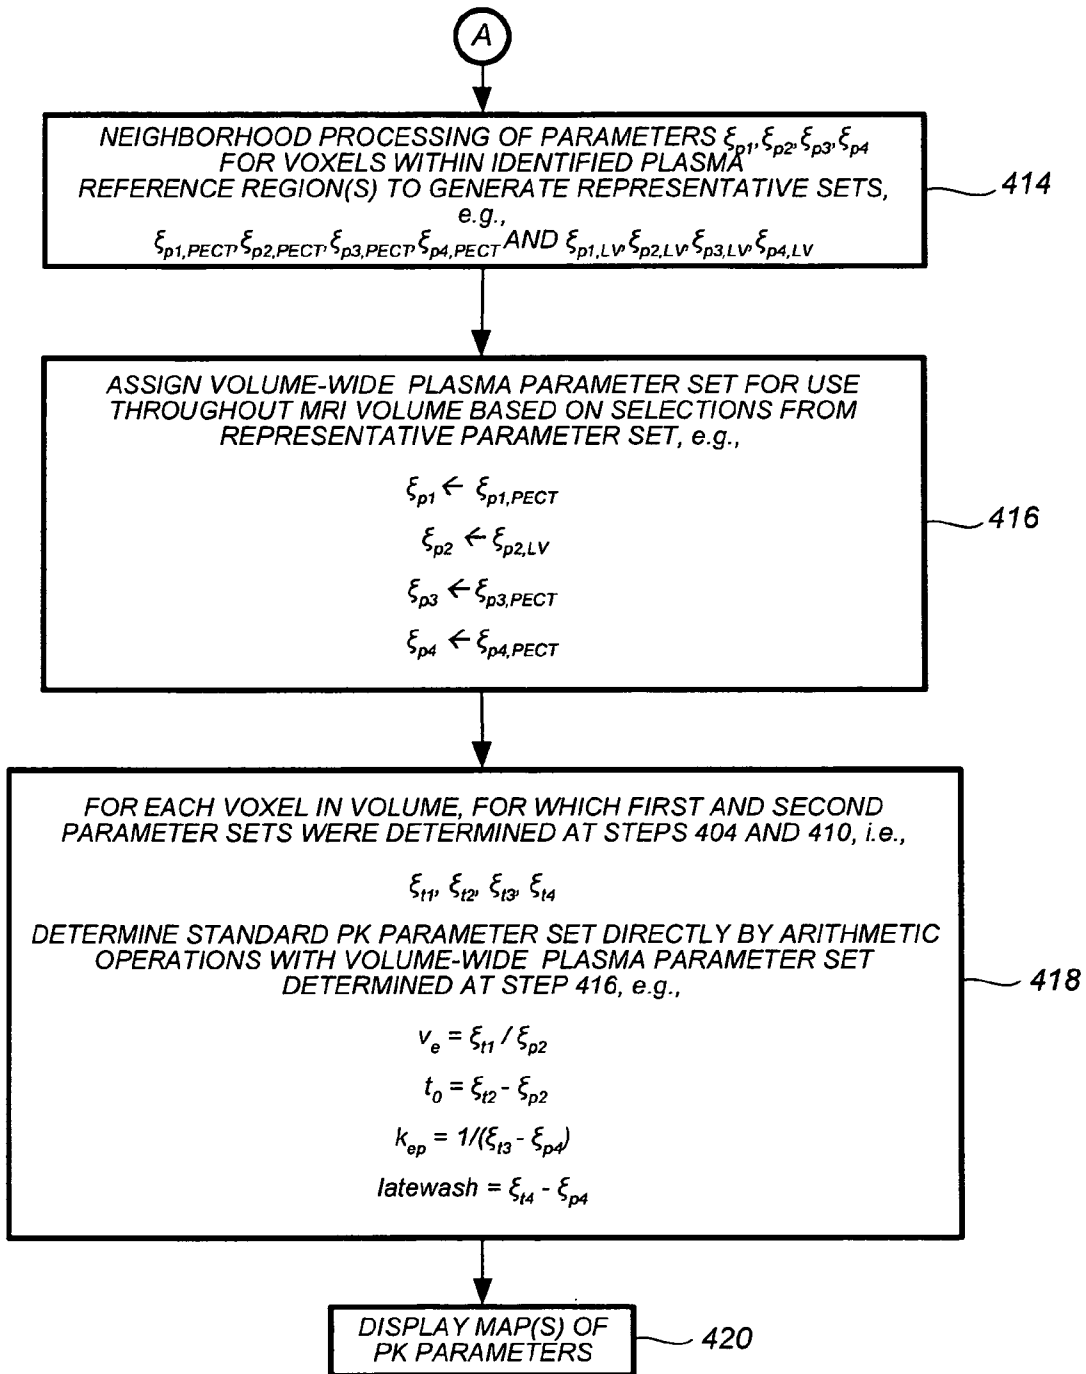 A
NEIGHBORHOOD PROCESSING OF PARAMETERS ξp1, ξp2, ξp3, ξp4
FOR VOXELS WITHIN IDENTIFIED PLASMA
REFERENCE REGION(S) TO GENERATE REPRESENTATIVE SETS,
e.g.,
ξp1,PECT, ξp2,PECT, ξp3,PECT, ξp4,PECT AND ξp1,LV, ξp2,LV, ξp3,LV, ξp4,LV
414
ASSIGN VOLUME-WIDE PLASMA PARAMETER SET FOR USE
THROUGHOUT MRI VOLUME BASED ON SELECTIONS FROM
REPRESENTATIVE PARAMETER SET, e.g.,
ξp1 ← ξp1,PECT
ξp2 ← ξp2,LV
ξp3 ← ξp3,PECT
ξp4 ← ξp4,PECT
416
FOR EACH VOXEL IN VOLUME, FOR WHICH FIRST AND SECOND
PARAMETER SETS WERE DETERMINED AT STEPS 404 AND 410, i.e.,
ξt1, ξt2, ξt3, ξt4
DETERMINE STANDARD PK PARAMETER SET DIRECTLY BY ARITHMETIC
OPERATIONS WITH VOLUME-WIDE PLASMA PARAMETER SET
DETERMINED AT STEP 416, e.g.,
ve = ξt1 / ξp2
t0 = ξt2 - ξp2
kep = 1/(ξt3 - ξp4)
latewash = ξt4 - ξp4
418
DISPLAY MAP(S) OF
PK PARAMETERS
420